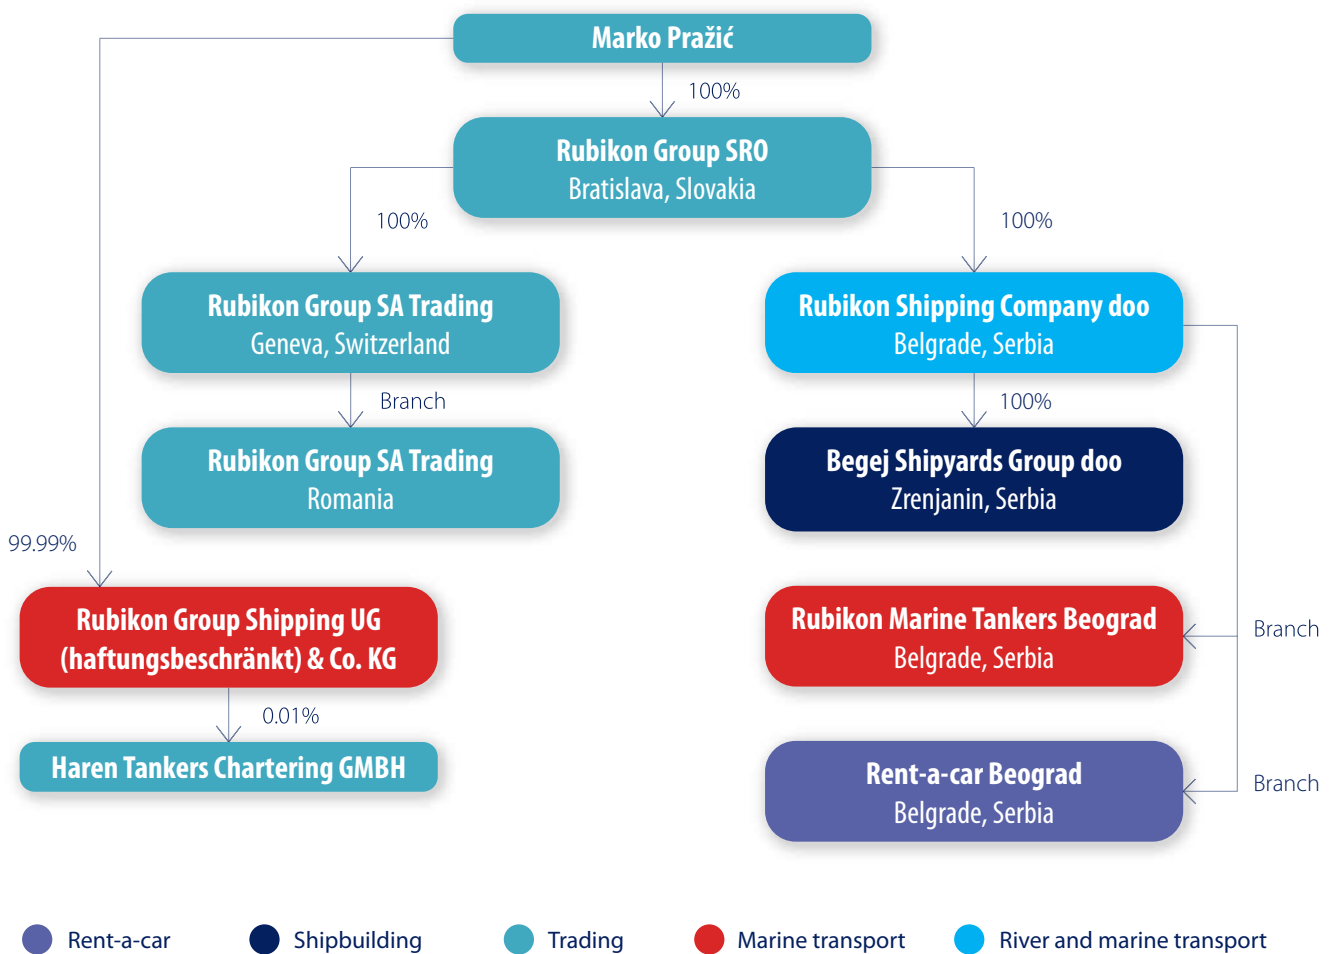 Marko Pražić
100%
Rubikon Group SRO
Bratislava, Slovakia
100%
100%
Rubikon Group SA Trading
Geneva, Switzerland
Rubikon Shipping Company doo
Belgrade, Serbia
Branch
100%
Rubikon Group SA Trading
Romania
Begej Shipyards Group doo
Zrenjanin, Serbia
99.99%
Rubikon Group Shipping UG
(haftungsbeschränkt) & Co. KG
Rubikon Marine Tankers Beograd
Belgrade, Serbia
Branch
0.01%
Haren Tankers Chartering GMBH
Rent-a-car Beograd
Belgrade, Serbia
Branch
Rent-a-car
Shipbuilding
Trading
Marine transport
River and marine transport